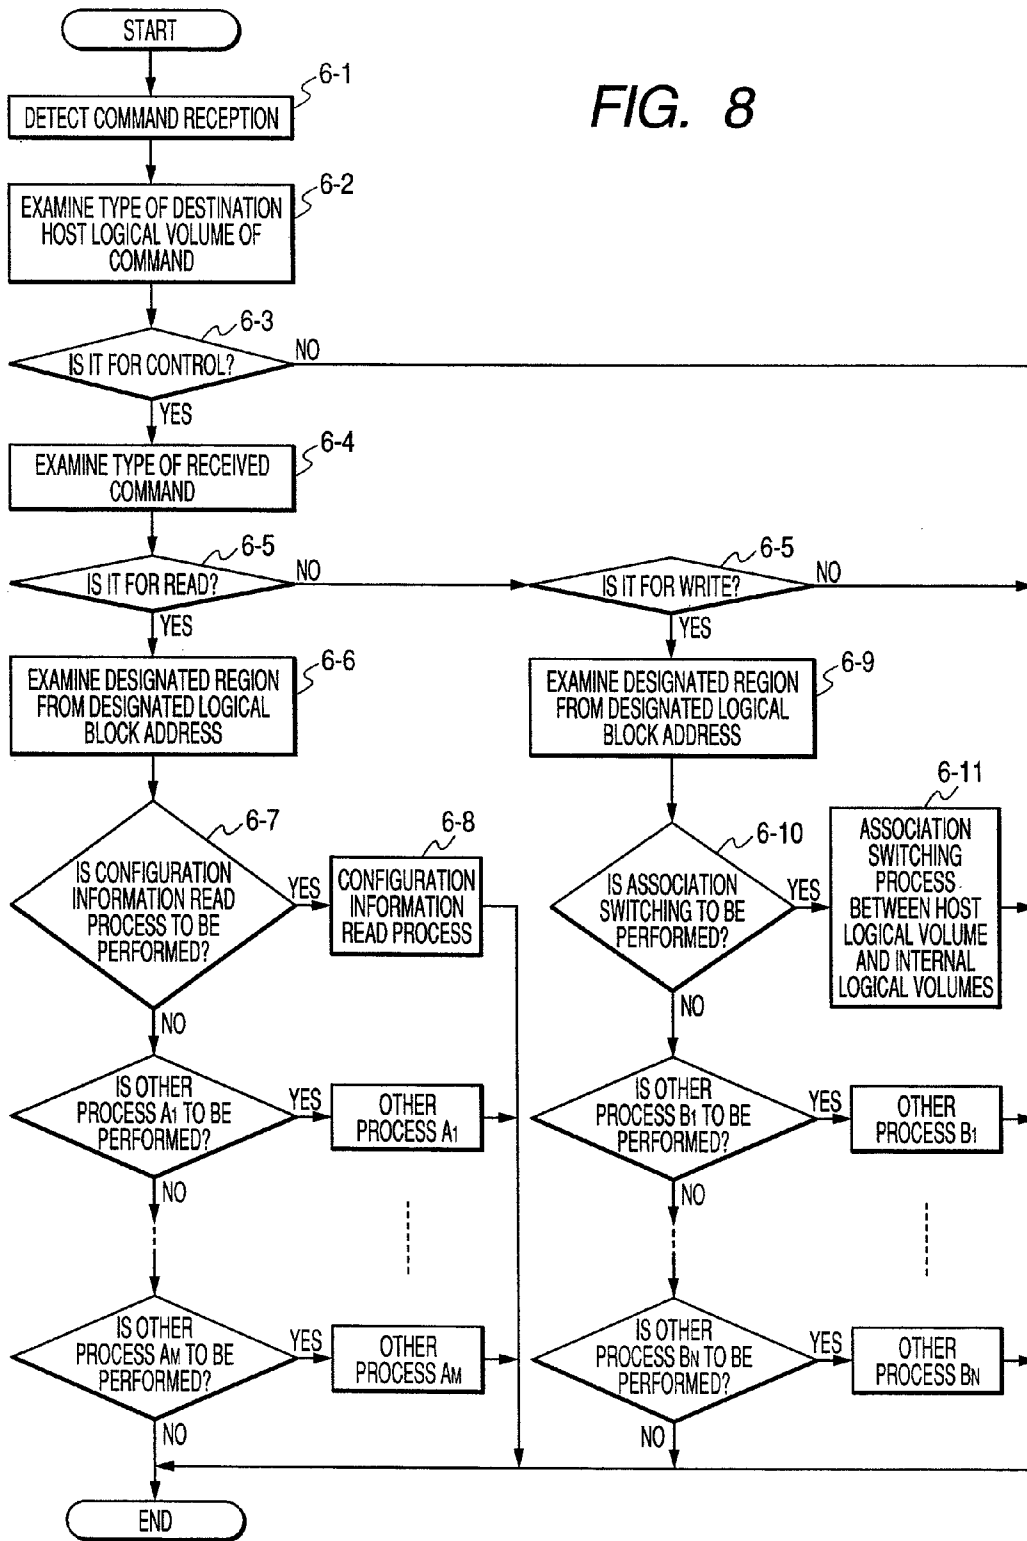 FIG. 8
START
6-1
DETECT COMMAND RECEPTION
6-2
EXAMINE TYPE OF DESTINATION
HOST LOGICAL VOLUME OF
COMMAND
6-3
IS IT FOR CONTROL?
NO
YES
6-4
EXAMINE TYPE OF RECEIVED
COMMAND
6-5
IS IT FOR READ?
NO
YES
6-5
IS IT FOR WRITE?
NO
YES
6-6
EXAMINE DESIGNATED REGION
FROM DESIGNATED LOGICAL
BLOCK ADDRESS
6-9
EXAMINE DESIGNATED REGION
FROM DESIGNATED LOGICAL
BLOCK ADDRESS
6-7
IS CONFIGURATION
INFORMATION READ
PROCESS TO BE
PERFORMED?
YES
NO
6-8
CONFIGURATION
INFORMATION
READ PROCESS
6-10
IS ASSOCIATION
SWITCHING TO BE
PERFORMED?
YES
NO
6-11
ASSOCIATION
SWITCHING
PROCESS
BETWEEN HOST
LOGICAL VOLUME
AND INTERNAL
LOGICAL VOLUMES
IS OTHER
PROCESS A1 TO BE
PERFORMED?
YES
NO
OTHER
PROCESS A1
IS OTHER
PROCESS B1 TO BE
PERFORMED?
YES
NO
OTHER
PROCESS B1
IS OTHER
PROCESS AM TO BE
PERFORMED?
YES
NO
OTHER
PROCESS AM
IS OTHER
PROCESS BN TO BE
PERFORMED?
YES
NO
OTHER
PROCESS BN
END